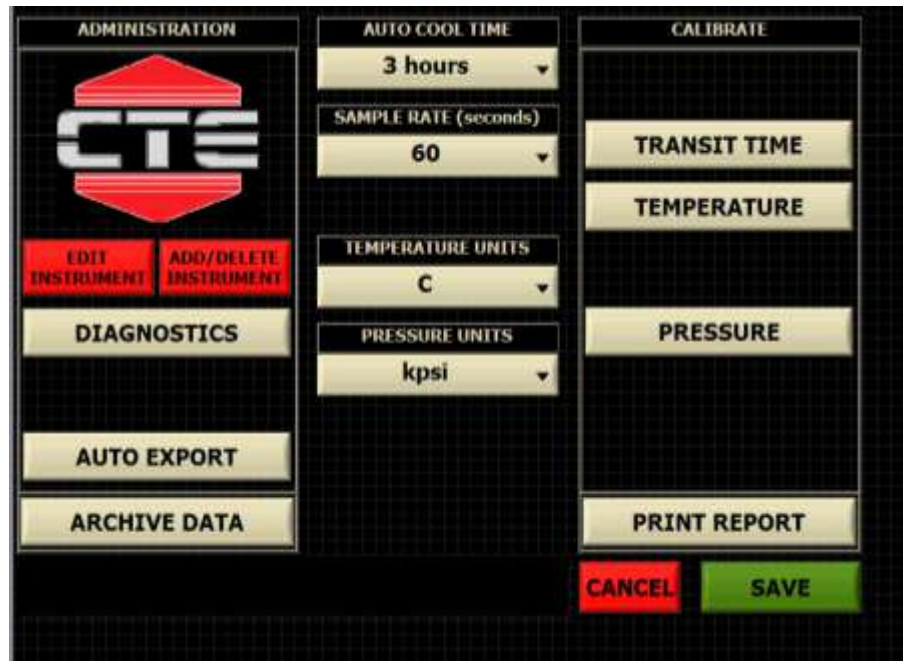 ADMINISTRATION
CTE
EDIT
INSTRUMENT
ADD/DELETE
INSTRUMENT
DIAGNOSTICS
AUTO EXPORT
ARCHIVE DATA
AUTO COOL TIME
3 hours
SAMPLE RATE (seconds)
60
TEMPERATURE UNITS
C
PRESSURE UNITS
kpsi
CALIBRATE
TRANSIT TIME
TEMPERATURE
PRESSURE
PRINT REPORT
CANCEL
SAVE